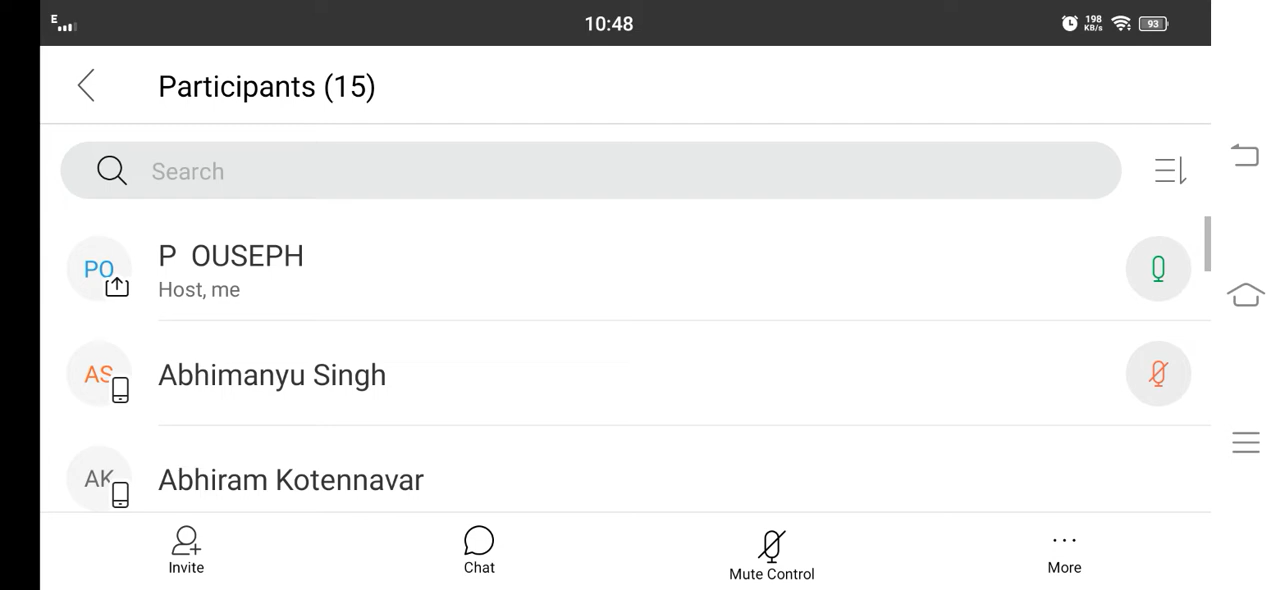 E
10:48
198
KB/s
93
Participants (15)
Search
PO
P OUSEPH
Host, me
AS
Abhimanyu Singh
AK
Abhiram Kotennavar
Invite
Chat
Mute Control
More